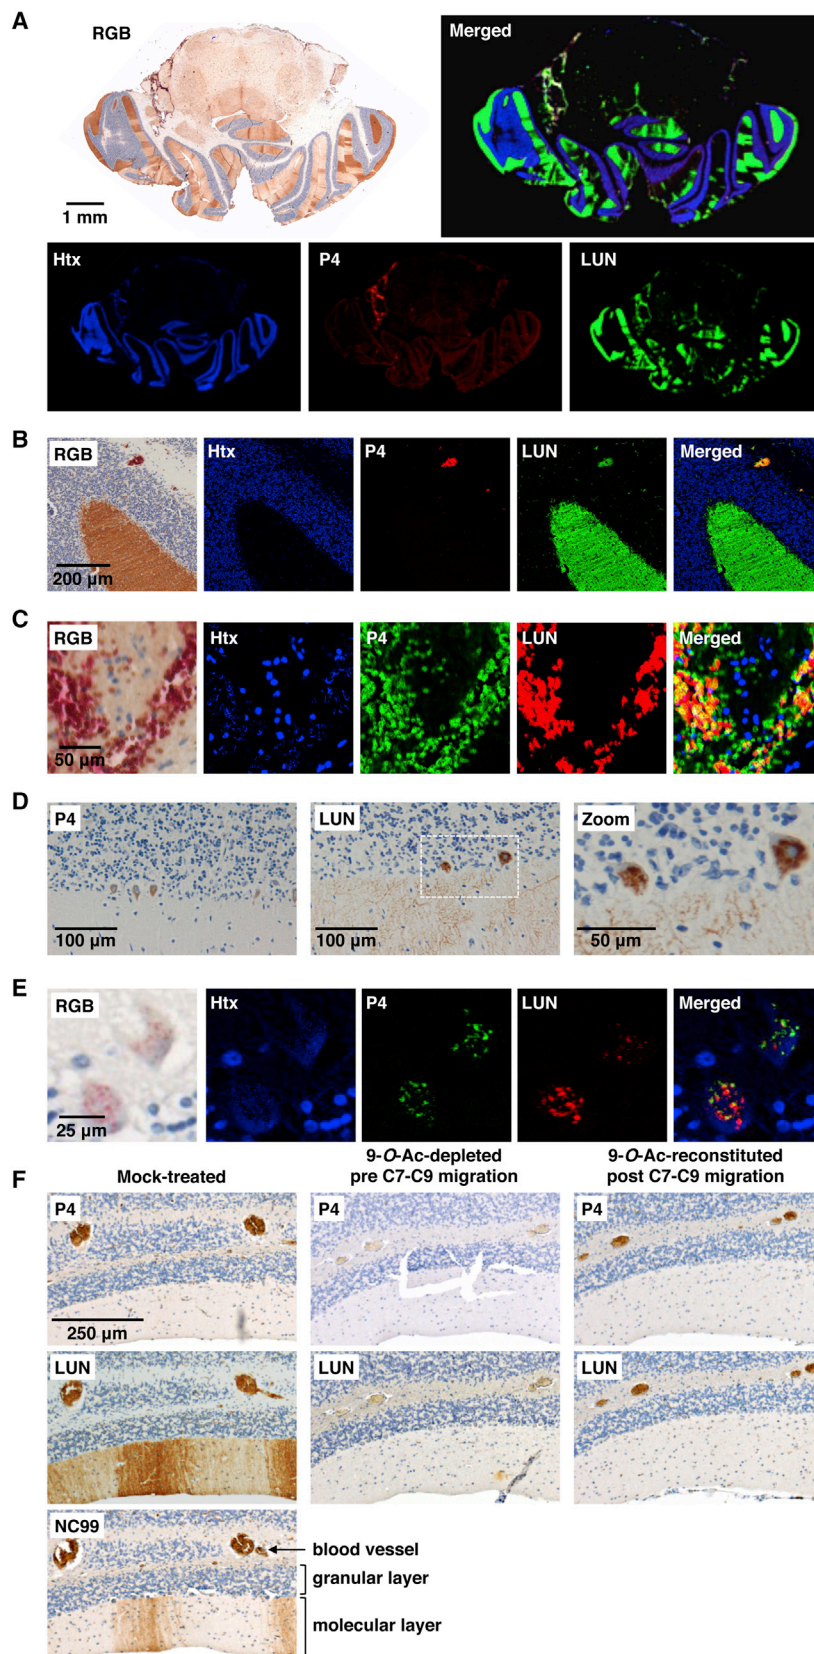 A
RGB
Merged
1 mm
Htx
P4
LUN
B
RGB
Htx
P4
LUN
Merged
200 µm
C
RGB
Htx
P4
LUN
Merged
50 µm
D
P4
LUN
Zoom
100 µm
100 µm
50 µm
E
RGB
Htx
P4
LUN
Merged
25 µm
F
Mock-treated
9-O-Ac-depleted
pre C7-C9 migration
9-O-Ac-reconstituted
post C7-C9 migration
P4
P4
P4
250 µm
LUN
LUN
LUN
NC99
blood vessel
granular layer
molecular layer